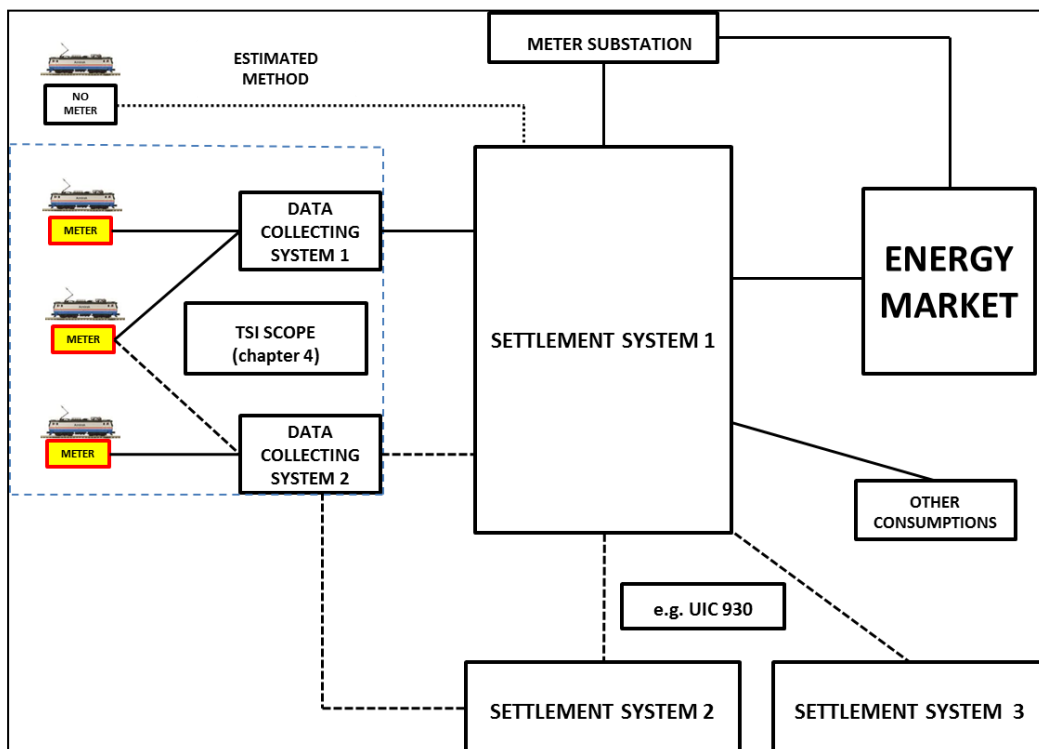 METER SUBSTATION
ESTIMATED
METHOD
NO
METER
METER
DATA
COLLECTING
SYSTEM 1
ENERGY
MARKET
METER
TSI SCOPE
(chapter 4)
SETTLEMENT SYSTEM 1
METER
DATA
COLLECTING
SYSTEM 2
OTHER
CONSUMPTIONS
e.g. UIC 930
SETTLEMENT SYSTEM 2
SETTLEMENT SYSTEM 3